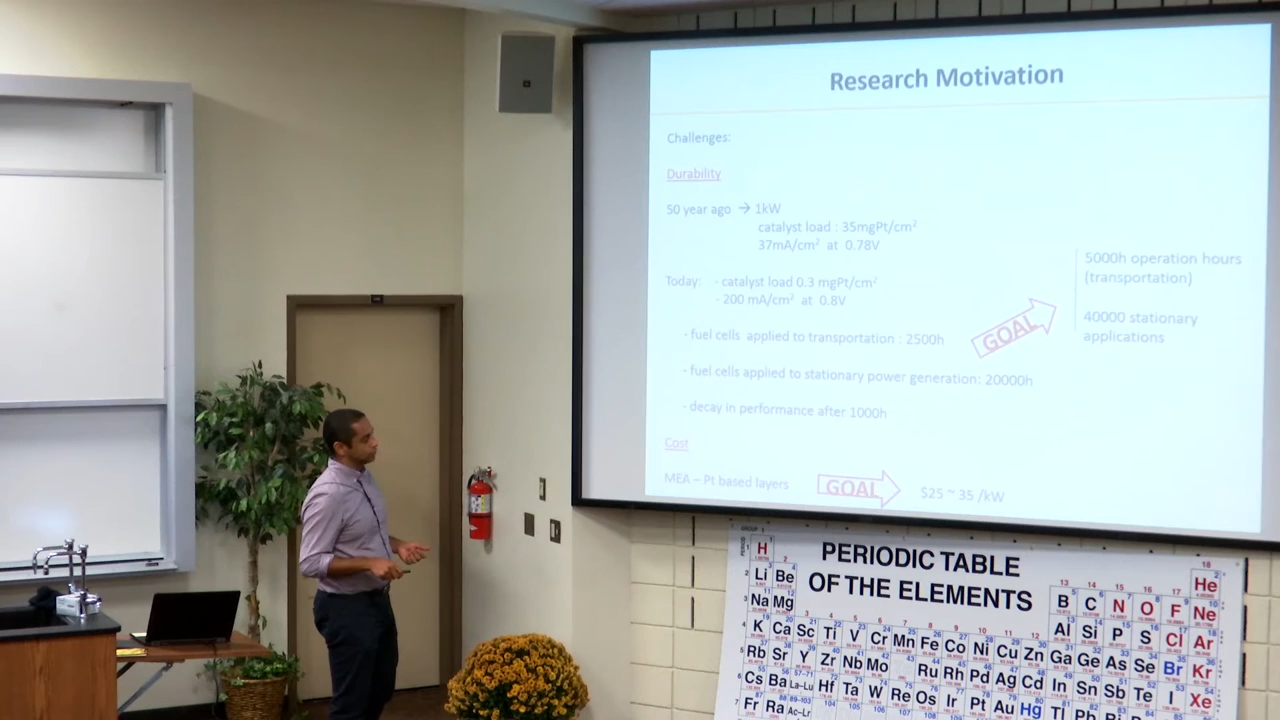 Research Motivation
Challenges:
Durability
50 year ago → 1kW
catalyst load : 35mgPt/cm²
37mA/cm² at 0.78V
Today: - catalyst load 0.3 mgPt/cm²
- 200 mA/cm² at 0.8V
- fuel cells applied to transportation : 2500h
- fuel cells applied to stationary power generation: 20000h
- decay in performance after 1000h
GOAL
5000h operation hours
(transportation)
40000 stationary
applications
Cost
MEA – Pt based layers
GOAL
$25 ~ 35 /kW
PERIODIC TABLE
OF THE ELEMENTS
H He
Li Be B C N O F Ne
Na Mg Al Si P S Cl Ar
K Ca Sc Ti V Cr Mn Fe Co Ni Cu Zn Ga Ge As Se Br Kr
Rb Sr Y Zr Nb Mo Ru Rh Pd Ag Cd In Sn Sb Te I Xe
Cs Ba La–Lu Hf Ta W Re Os Ir Pt Au Hg Tl Pb
Fr Ra Ac–Lr